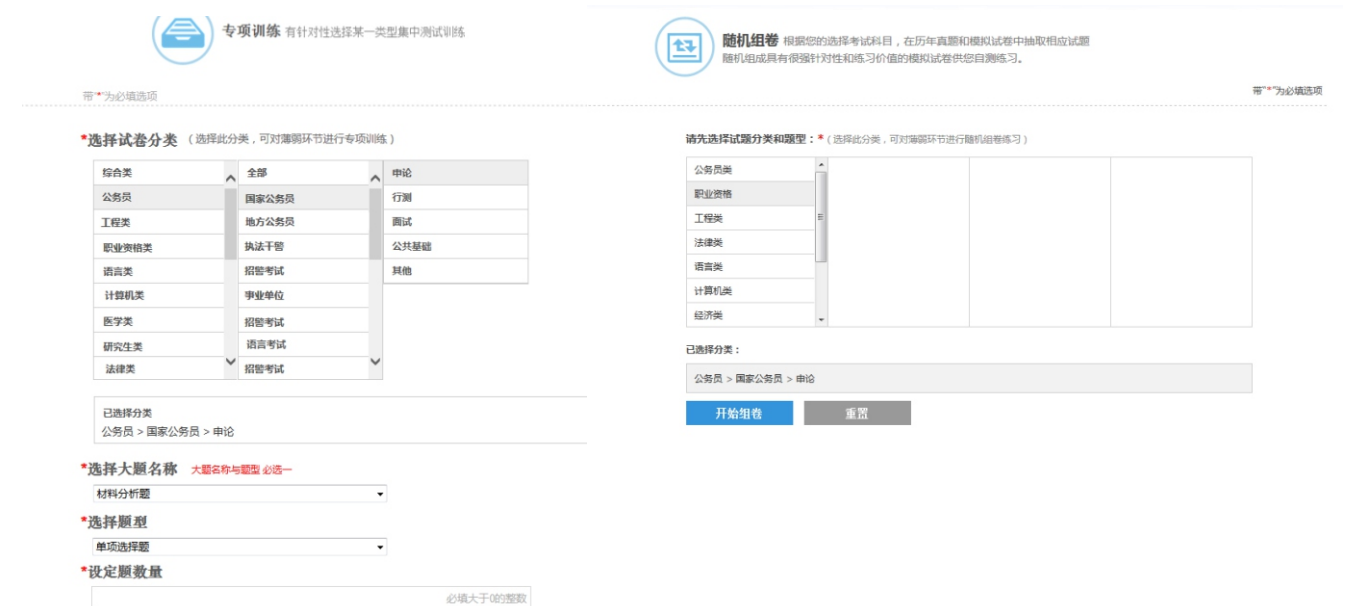 专项训练 有针对性选择某一类型集中测试训练
带"*"为必填选项
*选择试卷分类 （选择此分类，可对薄弱环节进行专项训练）
综合类 全部 申论
公务员 国家公务员 行测
工程类 地方公务员 面试
职业资格类 执法干警 公共基础
语言类 招警考试 其他
计算机类 事业单位
医学类 招警考试
研究生类 语言考试
法律类 招警考试
已选择分类
公务员 > 国家公务员 > 申论
*选择大题名称 大题名称与题型 必选一
材料分析题
*选择题型
单项选择题
*设定题数量
必填大于0的整数
随机组卷 根据您的选择考试科目，在历年真题和模拟试卷中抽取相应试题
随机组成具有很强针对性和练习价值的模拟试卷供您自测练习。
带"*"为必填选项
请先选择试题分类和题型：*（选择此分类，可对薄弱环节进行随机组卷练习）
公务员类
职业资格
工程类
法律类
语言类
计算机类
经济类
已选择分类：
公务员 > 国家公务员 > 申论
开始组卷 重置